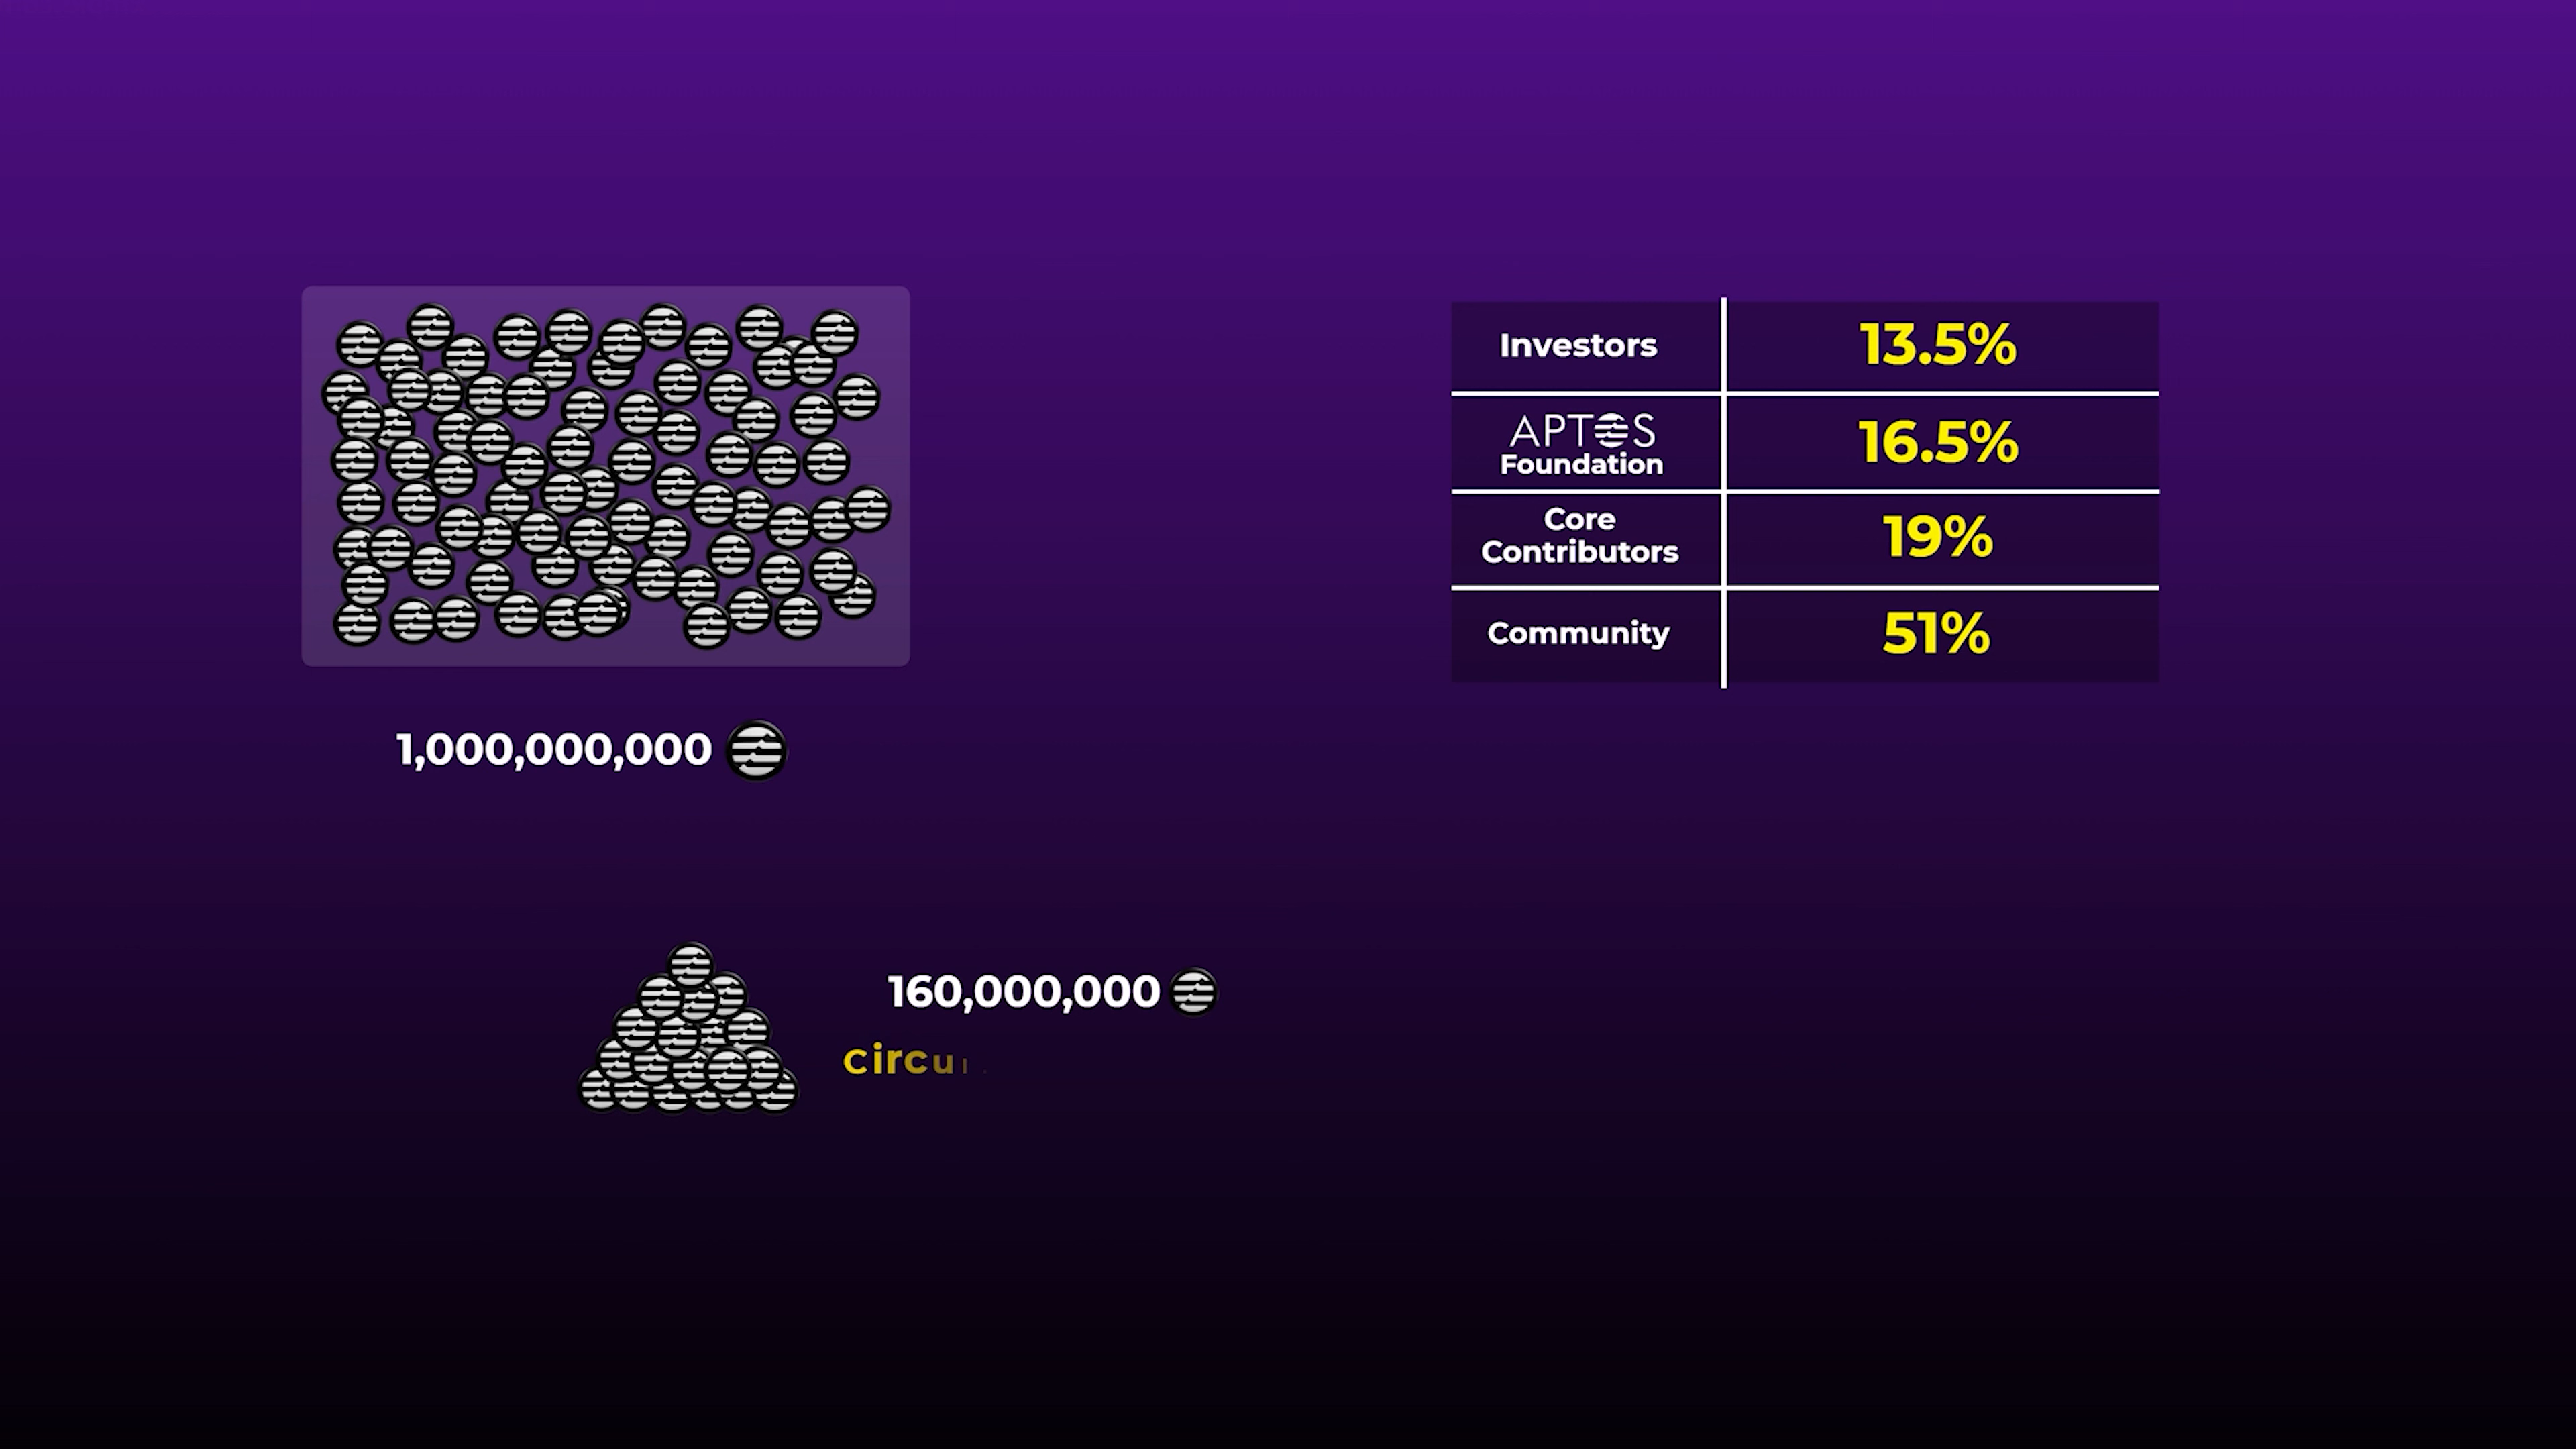 Investors
13.5%
APTOS
Foundation
16.5%
Core
Contributors
19%
Community
51%
1,000,000,000
160,000,000